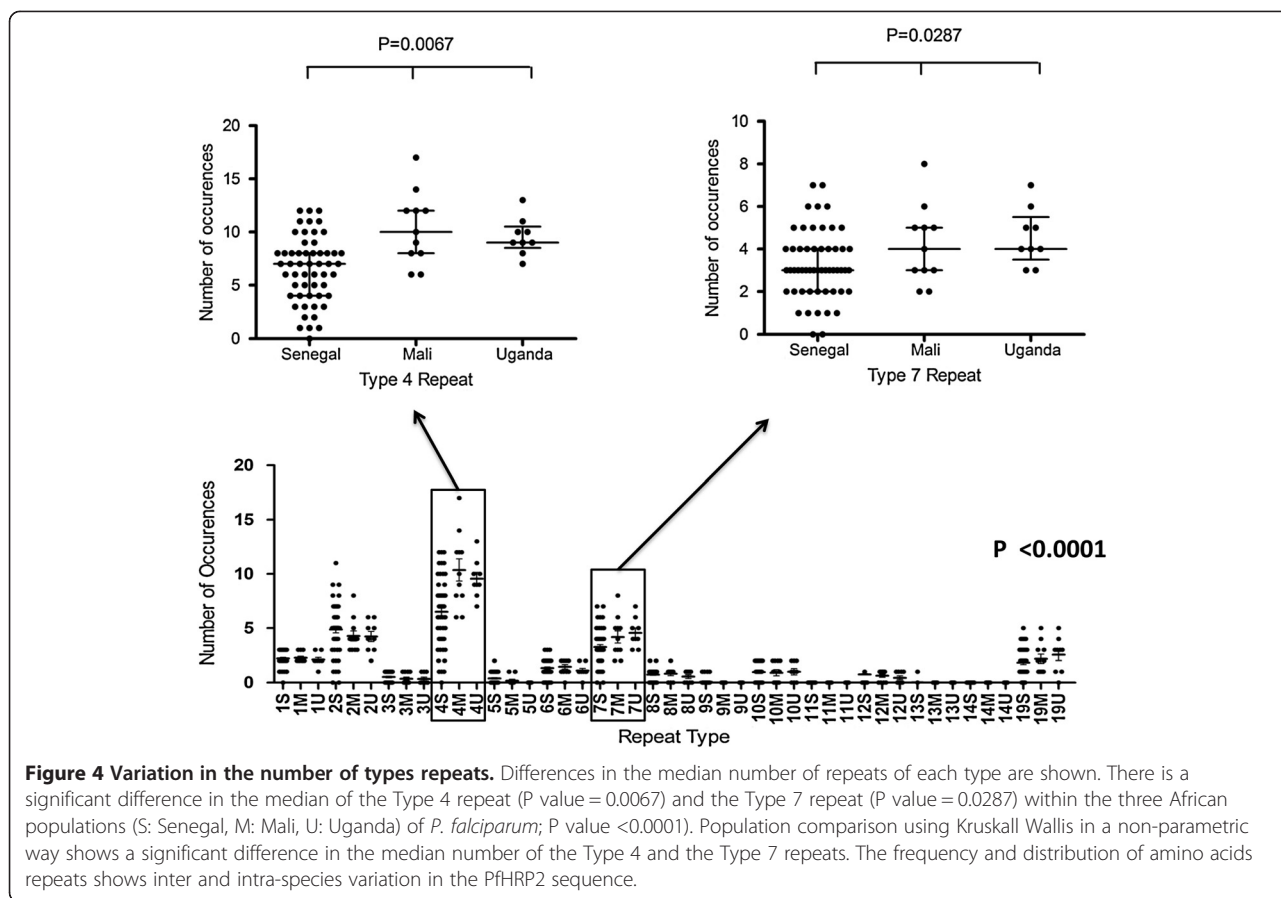 P=0.0067
P=0.0287
Number of occurences
20
15
10
5
0
Senegal
Mali
Uganda
Type 4 Repeat
Number of occurences
10
8
6
4
2
0
Senegal
Mali
Uganda
Type 7 Repeat
Number of Occurences
20
15
10
5
0
P <0.0001
1S 1M 1U 2S 2M 2U 3S 3M 3U 4S 4M 4U 5S 5M 5U 6S 6M 6U 7S 7M 7U 8S 8M 8U 9S 9M 9U 10S 10M 10U 11S 11M 11U 12S 12M 12U 13S 13M 13U 14S 14M 14U 19S 19M 19U
Repeat Type
Figure 4 Variation in the number of types repeats. Differences in the median number of repeats of each type are shown. There is a
significant difference in the median of the Type 4 repeat (P value = 0.0067) and the Type 7 repeat (P value = 0.0287) within the three African
populations (S: Senegal, M: Mali, U: Uganda) of P. falciparum; P value <0.0001). Population comparison using Kruskall Wallis in a non-parametric
way shows a significant difference in the median number of the Type 4 and the Type 7 repeats. The frequency and distribution of amino acids
repeats shows inter and intra-species variation in the PfHRP2 sequence.